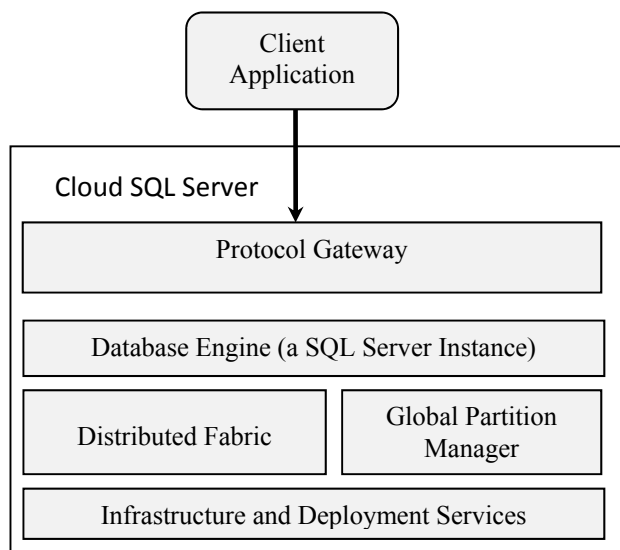 Client
Application
Cloud SQL Server
Protocol Gateway
Database Engine (a SQL Server Instance)
Distributed Fabric
Global Partition
Manager
Infrastructure and Deployment Services